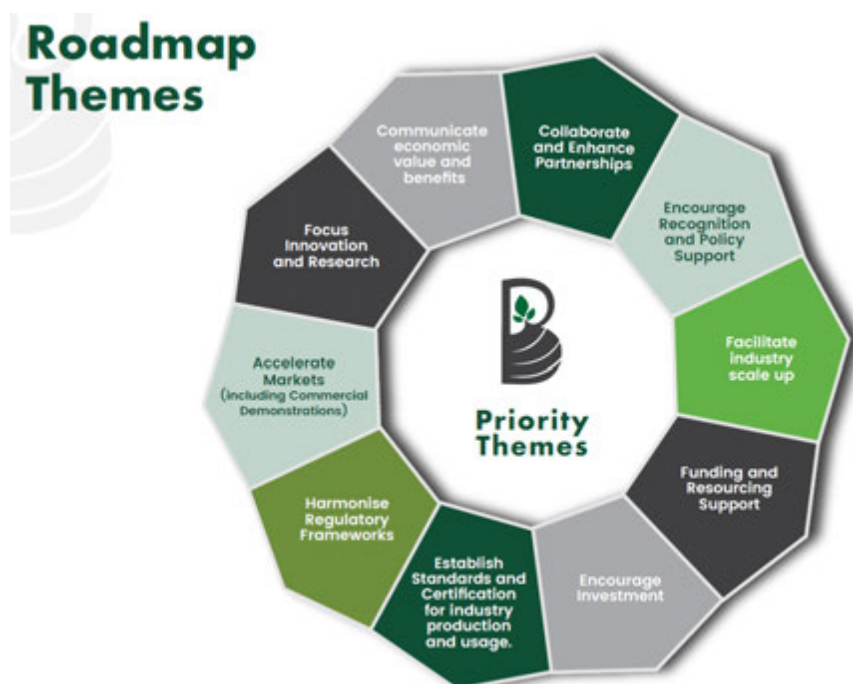 Roadmap
Themes
Communicate
economic
value and
benefits
Collaborate
and Enhance
Partnerships
Encourage
Recognition
and Policy
Support
Facilitate
industry
scale up
Funding and
Resourcing
Support
Encourage
Investment
Establish
Standards and
Certification
for industry
production
and usage.
Harmonise
Regulatory
Frameworks
Accelerate
Markets
(including Commercial
Demonstrations)
Focus
Innovation
and Research
B
Priority
Themes